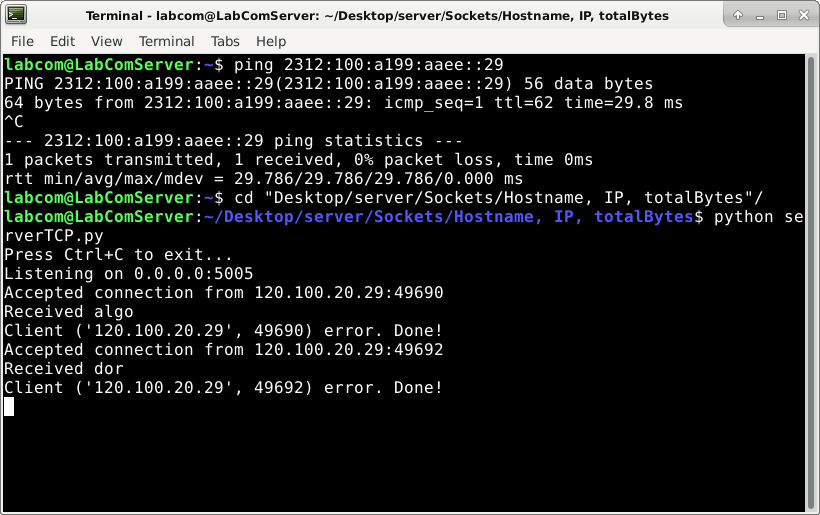 Terminal - labcom@LabComServer: ~/Desktop/server/Sockets/Hostname, IP, totalBytes
File Edit View Terminal Tabs Help
labcom@LabComServer:~$ ping 2312:100:a199:aaee::29
PING 2312:100:a199:aaee::29(2312:100:a199:aaee::29) 56 data bytes
64 bytes from 2312:100:a199:aaee::29: icmp_seq=1 ttl=62 time=29.8 ms
^C
--- 2312:100:a199:aaee::29 ping statistics ---
1 packets transmitted, 1 received, 0% packet loss, time 0ms
rtt min/avg/max/mdev = 29.786/29.786/29.786/0.000 ms
labcom@LabComServer:~$ cd "Desktop/server/Sockets/Hostname, IP, totalBytes"/
labcom@LabComServer:~/Desktop/server/Sockets/Hostname, IP, totalBytes$ python se
rverTCP.py
Press Ctrl+C to exit...
Listening on 0.0.0.0:5005
Accepted connection from 120.100.20.29:49690
Received algo
Client ('120.100.20.29', 49690) error. Done!
Accepted connection from 120.100.20.29:49692
Received dor
Client ('120.100.20.29', 49692) error. Done!